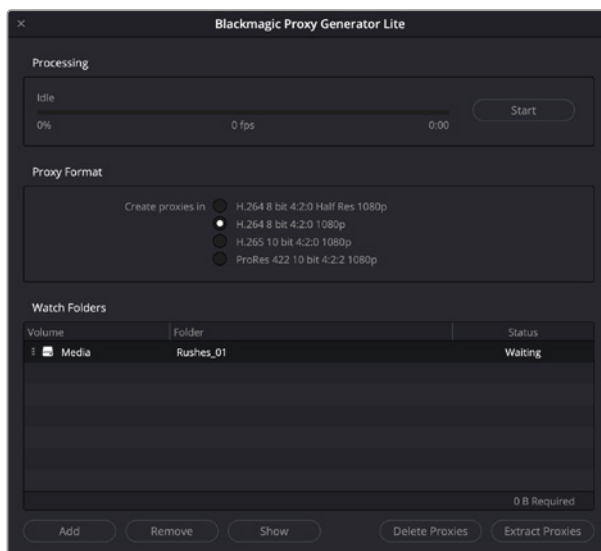 Blackmagic Proxy Generator Lite
Processing
Idle
Start
0% 0 fps 0:00
Proxy Format
Create proxies in H.264 8 bit 4:2:0 Half Res 1080p
H.264 8 bit 4:2:0 1080p
H.265 10 bit 4:2:0 1080p
ProRes 422 10 bit 4:2:2 1080p
Watch Folders
Volume Folder Status
Media Rushes_01 Waiting
0 B Required
Add Remove Show Delete Proxies Extract Proxies